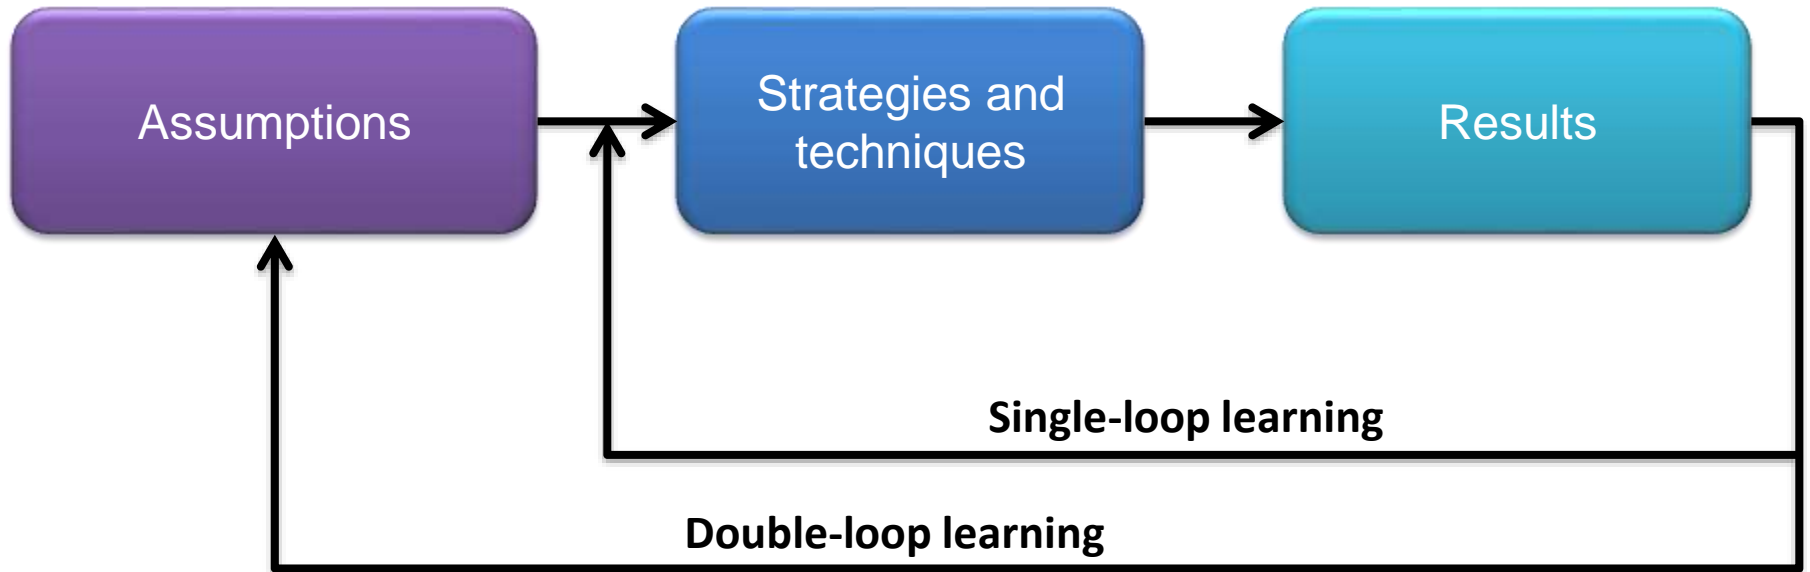 Assumptions
Strategies and
techniques
Results
Single-loop learning
Double-loop learning